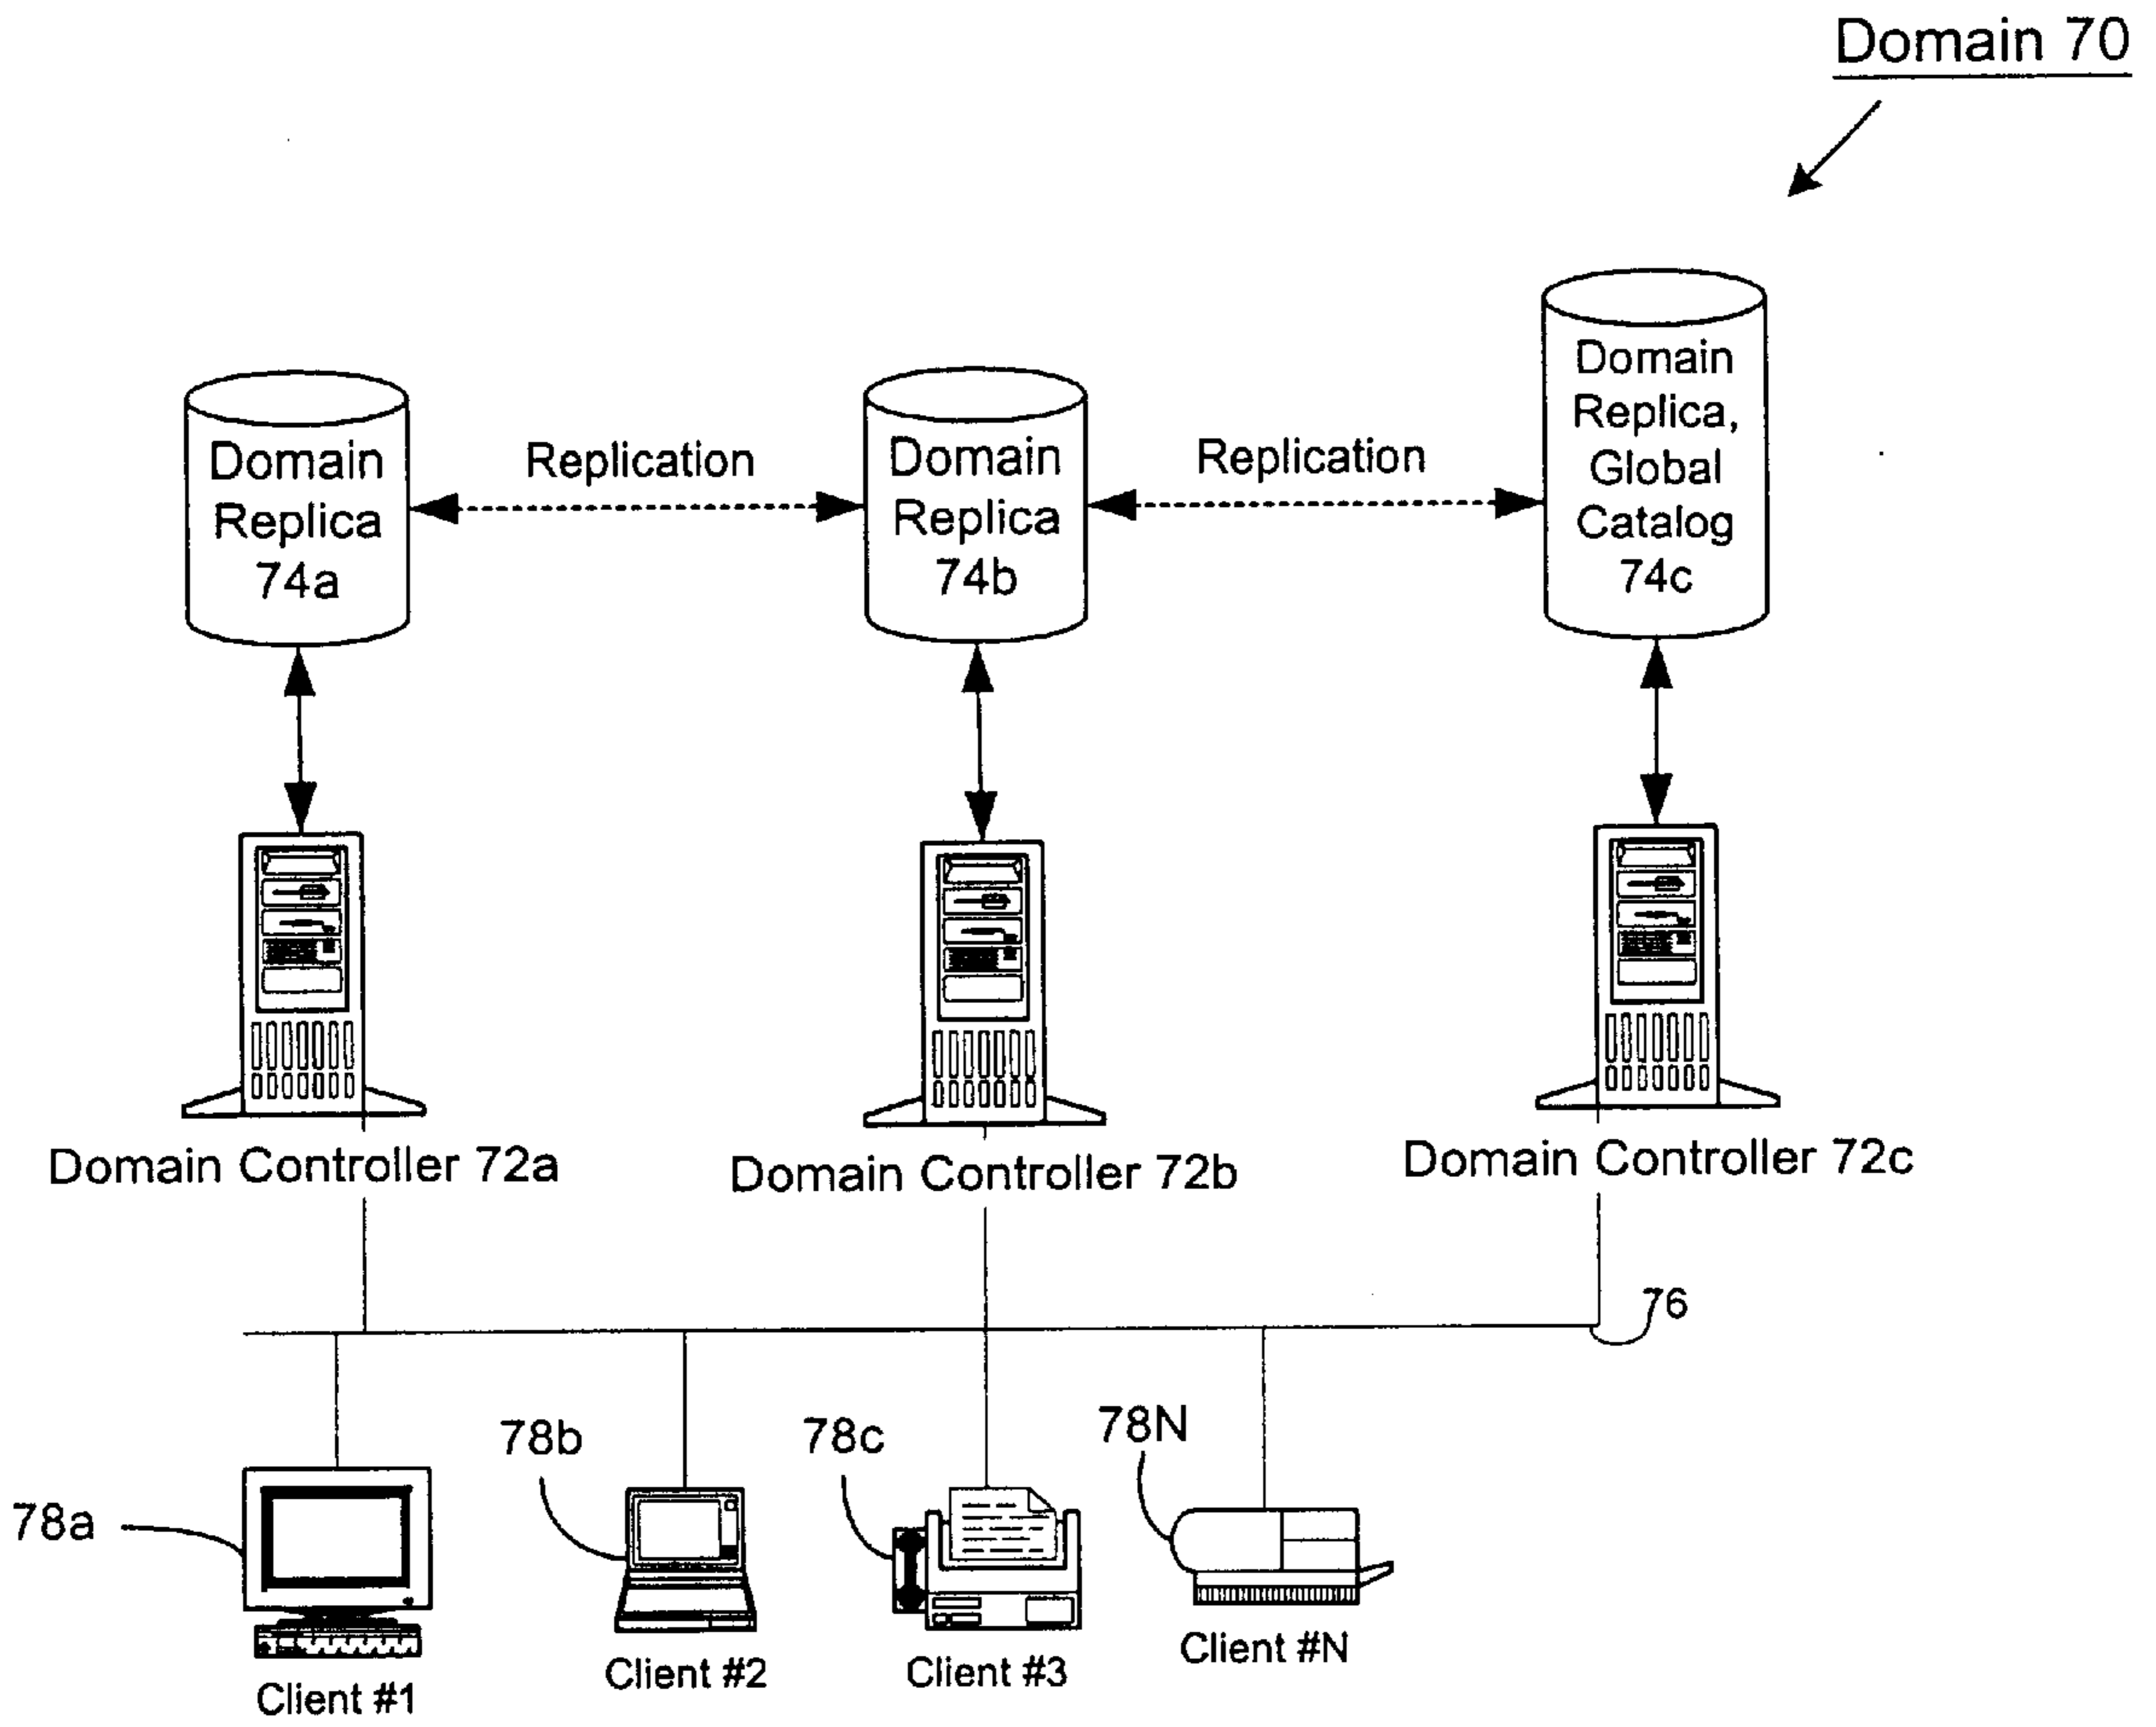 Domain 70
Domain
Replica,
Global
Catalog
74c
Domain
Replica
74a
Replication
Domain
Replica
74b
Replication
Domain Controller 72a
Domain Controller 72b
Domain Controller 72c
76
78a
78b
78c
78N
Client #1
Client #2
Client #3
Client #N